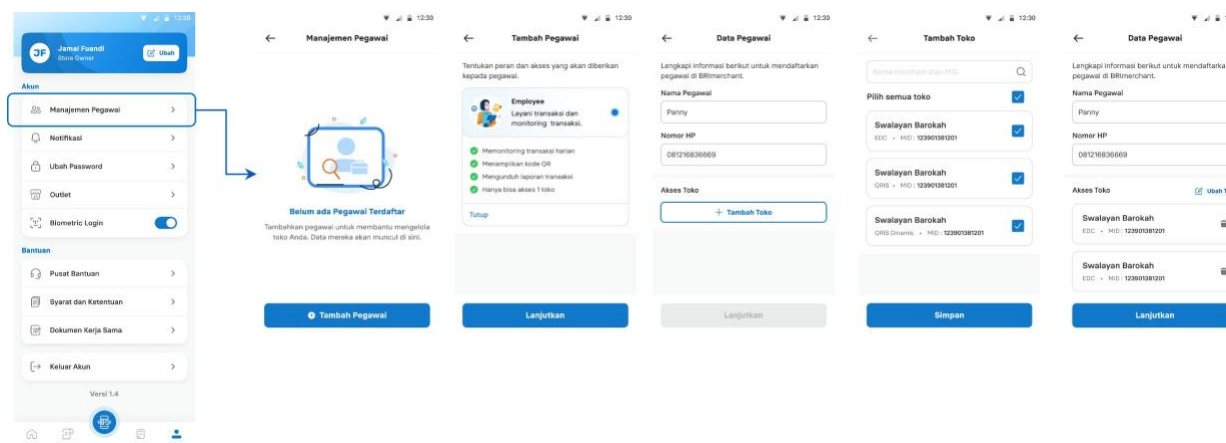 12:39
JF
Jamal Faandi
Store Owner
Ubah
Akun
Manajemen Pegawai
Notifikasi
Ubah Password
Outlet
Biometric Login
Bantuan
Pusat Bantuan
Syarat dan Ketentuan
Dokumen Kerja Sama
Keluar Akun
Versi 1.4
12:39
Manajemen Pegawai
Belum ada Pegawai Terdaftar
Tambahkan pegawai untuk membantu mengelola
toko Anda. Data mereka akan muncul di sini.
Tambah Pegawai
12:39
Tambah Pegawai
Tentukan peran dan akses yang akan diberikan
kepada pegawai.
Employee
Layani transaksi dan
monitoring transaksi.
Memonitoring transaksi harian
Menampilkan kode QR
Mengunduh laporan transaksi
Hanya bisa akses 1 toko
Tutup
Lanjutkan
12:39
Data Pegawai
Lengkapi informasi berikut untuk mendaftarkan
pegawai di BRImerchant.
Nama Pegawai
Panny
Nomor HP
081216836669
Akses Toko
+ Tambah Toko
Lanjutkan
12:30
Tambah Toko
Nama merchant atau MID
Pilih semua toko
Swalayan Barokah
EDC • MID : 123901381201
Swalayan Barokah
QRIS • MID : 123901381201
Swalayan Barokah
QRIS Dinamis • MID : 123901381201
Simpan
Data Pegawai
Lengkapi informasi berikut untuk mendaftarka
pegawai di BRImerchant.
Nama Pegawai
Panny
Nomor HP
081216836669
Akses Toko
Ubah T
Swalayan Barokah
EDC • MID : 123901381201
Swalayan Barokah
EDC • MID : 123901381201
Lanjutkan